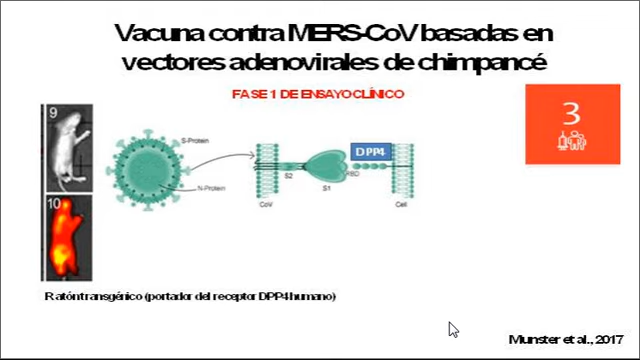 Vacuna contra MERS-CoV basadas en
vectores adenovirales de chimpancé
FASE 1 DE ENSAYO CLÍNICO
3
9
S-Protein
DPP4
N-Protein
S2
S1
RBD
CoV
Cell
10
Ratón transgénico (portador del receptor DPP4 humano)
Munster et al., 2017